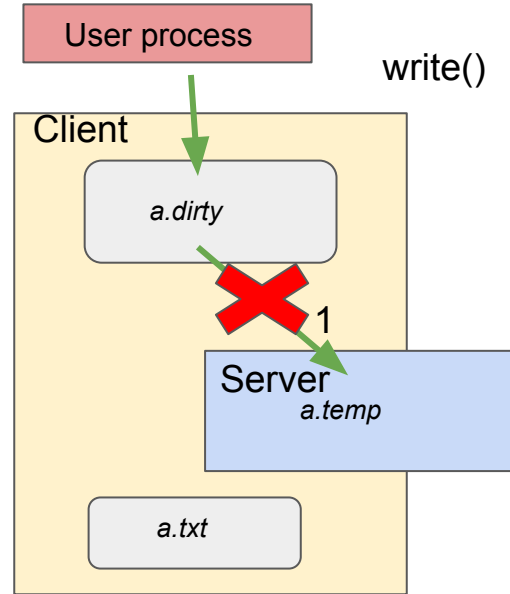 User process
write()
Client
a.dirty
1
Server
a.temp
a.txt